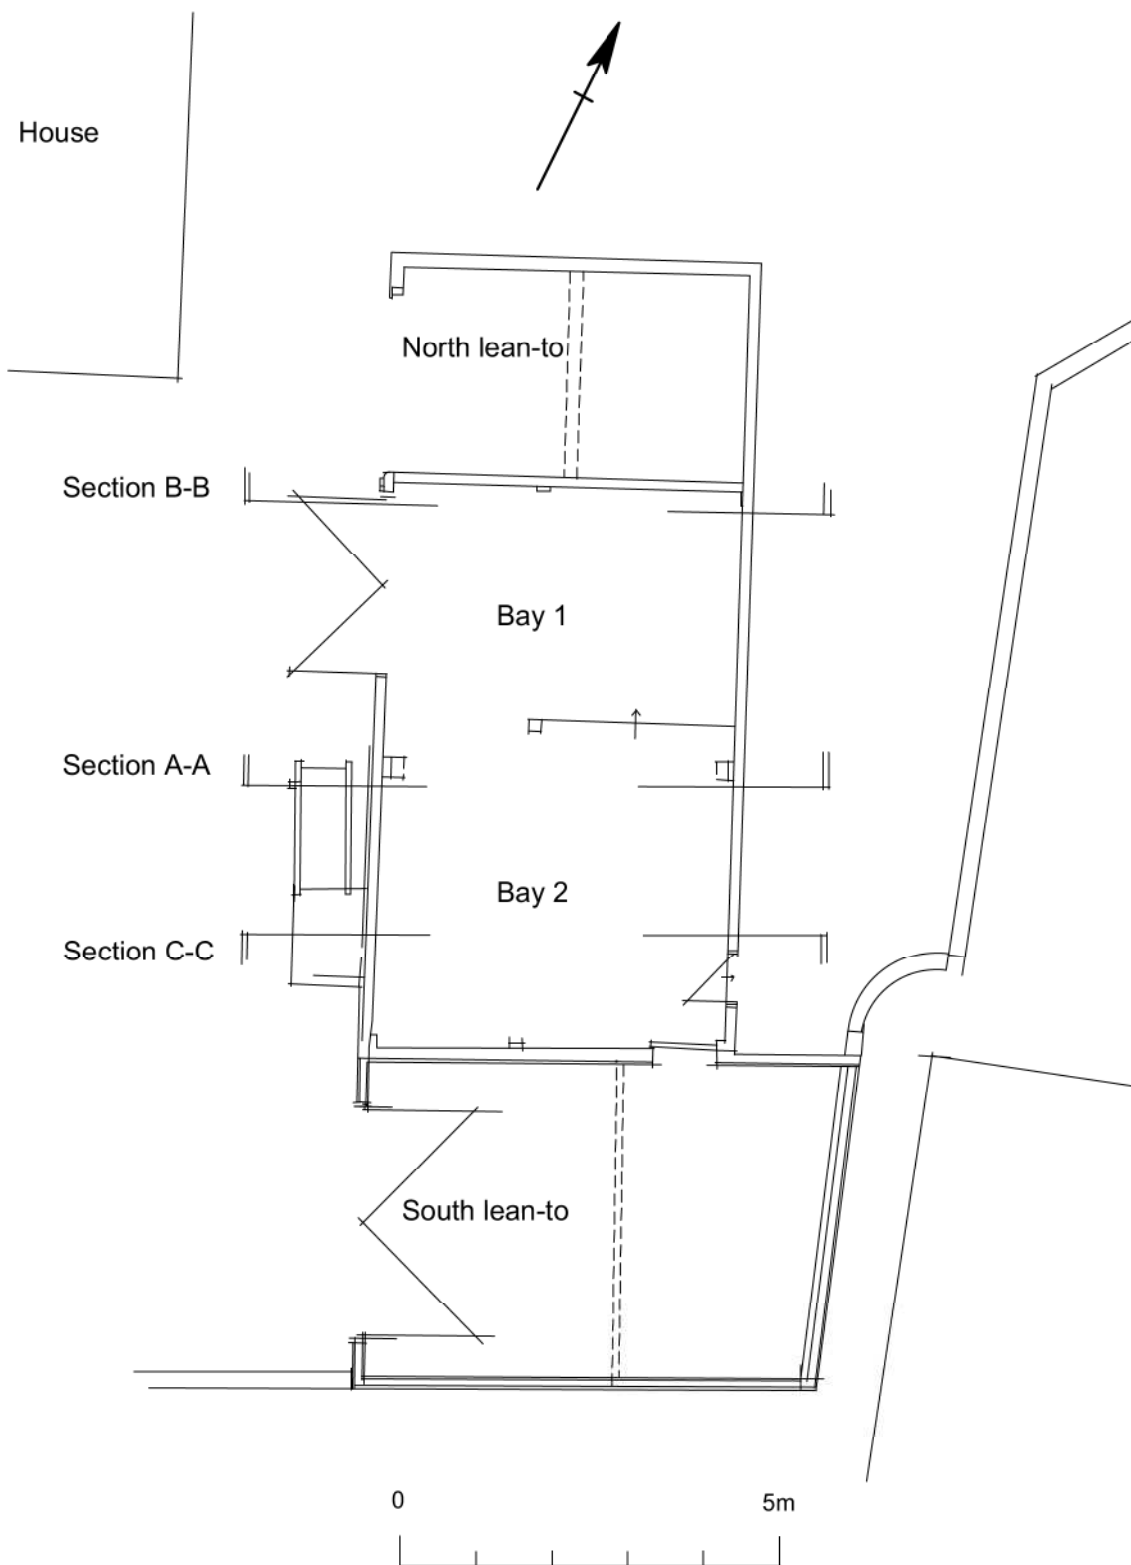 House
North lean-to
Section B-B
Bay 1
Section A-A
Bay 2
Section C-C
South lean-to
0 5m